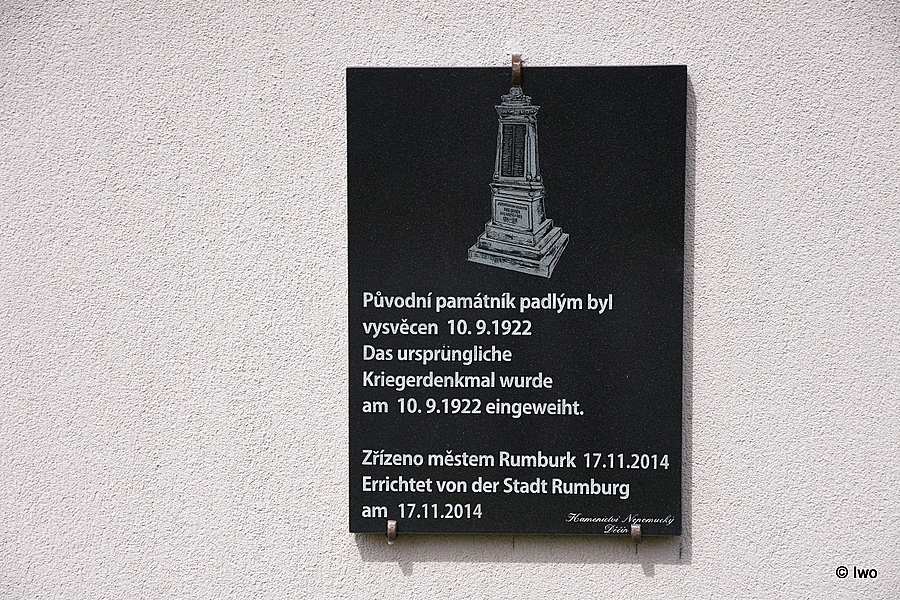 Původní památník padlým byl
vysvěcen 10. 9.1922
Das ursprüngliche
Kriegerdenkmal wurde
am 10. 9.1922 eingeweiht.
Zřízeno městem Rumburk 17.11.2014
Errichtet von der Stadt Rumburg
am 17.11.2014
Kamenictví Nepomucký
Děčín
© Iwo